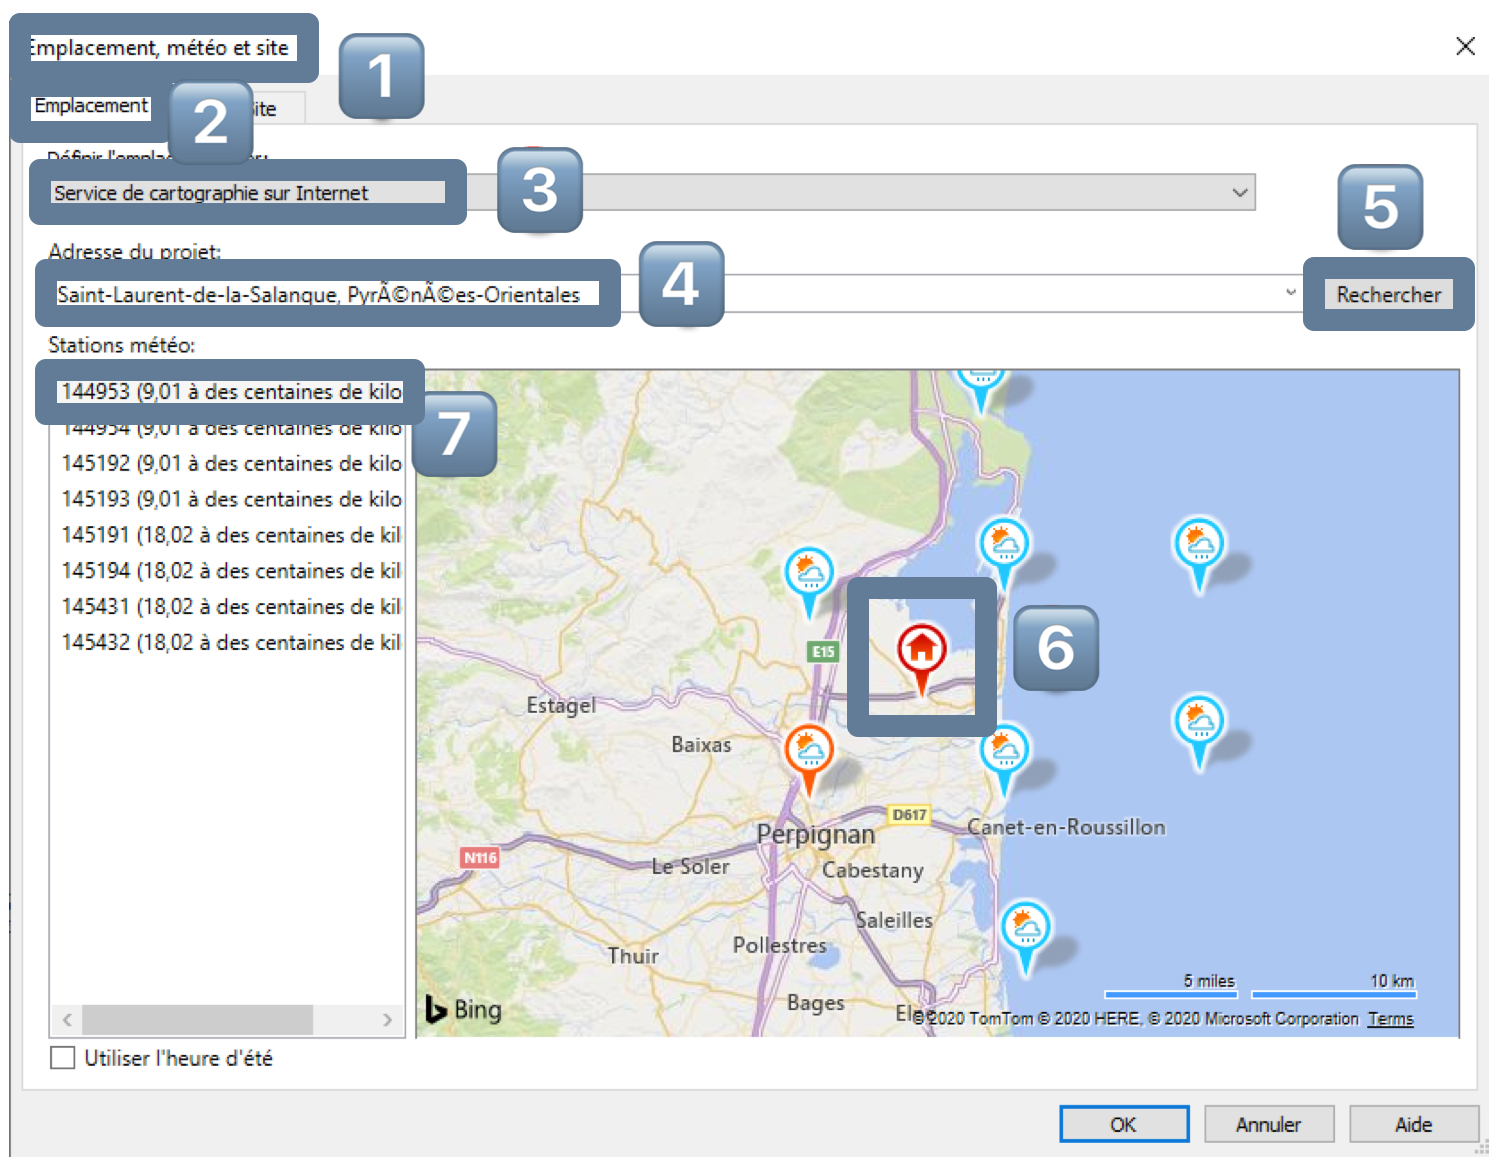 Emplacement, météo et site
1
Emplacement
2
ite
Définir l'empla
Service de cartographie sur Internet
3
5
Adresse du projet:
Saint-Laurent-de-la-Salanque, PyrÃ©nÃ©es-Orientales
4
Rechercher
Stations météo:
144953 (9,01 à des centaines de kilo
144954 (9,01 à des centaines de kilo
7
145192 (9,01 à des centaines de kilo
145193 (9,01 à des centaines de kilo
145191 (18,02 à des centaines de kil
145194 (18,02 à des centaines de kil
145431 (18,02 à des centaines de kil
145432 (18,02 à des centaines de kil
E15
6
Estagel
Baixas
D617
Perpignan
Canet-en-Roussillon
N116
Le Soler
Cabestany
Saleilles
Pollestres
Thuir
5 miles
10 km
Bing
Bages
© 2020 TomTom © 2020 HERE, © 2020 Microsoft Corporation Terms
Utiliser l'heure d'été
OK
Annuler
Aide